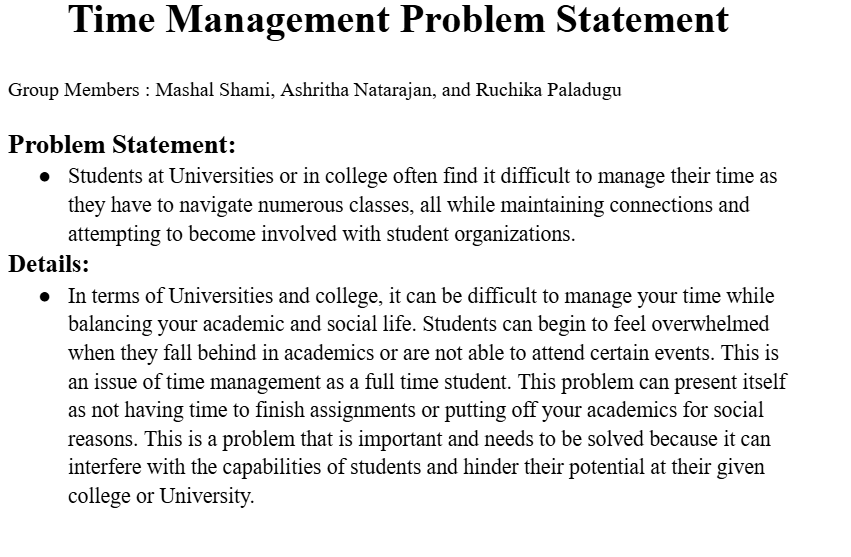 Time Management Problem Statement
Group Members : Mashal Shami, Ashritha Natarajan, and Ruchika Paladugu
Problem Statement:
● Students at Universities or in college often find it difficult to manage their time as
they have to navigate numerous classes, all while maintaining connections and
attempting to become involved with student organizations.
Details:
● In terms of Universities and college, it can be difficult to manage your time while
balancing your academic and social life. Students can begin to feel overwhelmed
when they fall behind in academics or are not able to attend certain events. This is
an issue of time management as a full time student. This problem can present itself
as not having time to finish assignments or putting off your academics for social
reasons. This is a problem that is important and needs to be solved because it can
interfere with the capabilities of students and hinder their potential at their given
college or University.